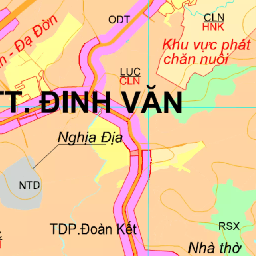 ODT
CLN
HNK
Khu vực phát
chăn nuôi
n - Đạ Đờn
LUC
CLN
TT. ĐINH VĂN
Nghĩa Địa
NTD
TDP.Đoàn Kết
RSX
Nhà thờ